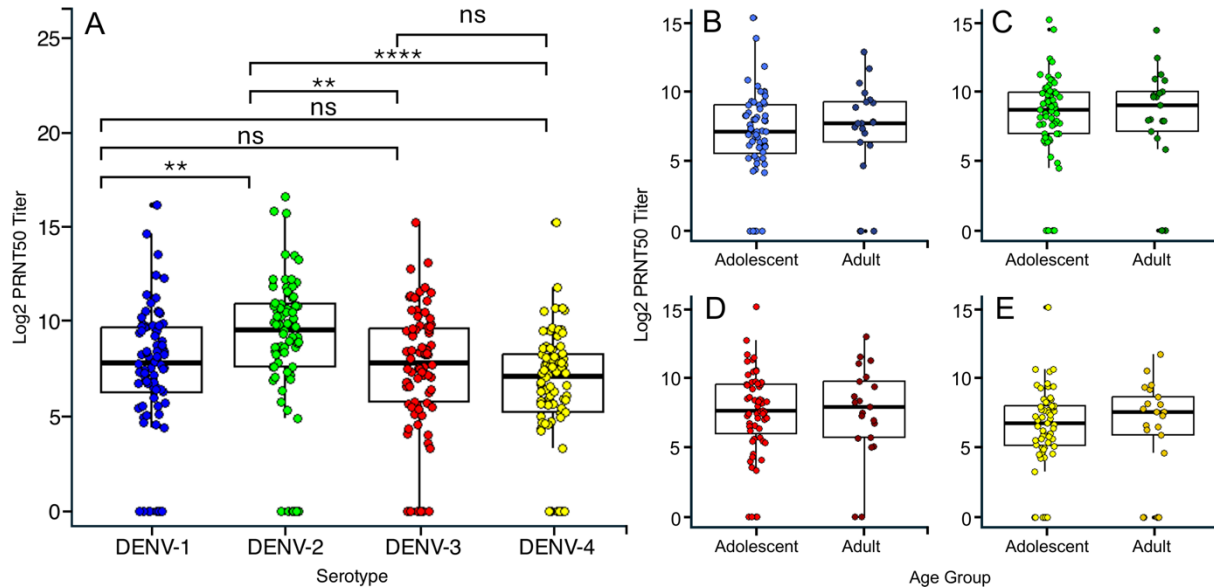 A
ns
****
**
ns
ns
**
25
20
15
10
5
0
Log2 PRNT50 Titer
DENV-1 DENV-2 DENV-3 DENV-4
Serotype
B
15
10
5
0
Adolescent Adult
C
15
10
5
0
Adolescent Adult
Log2 PRNT50 Titer
D
15
10
5
0
Adolescent Adult
E
15
10
5
0
Adolescent Adult
Age Group